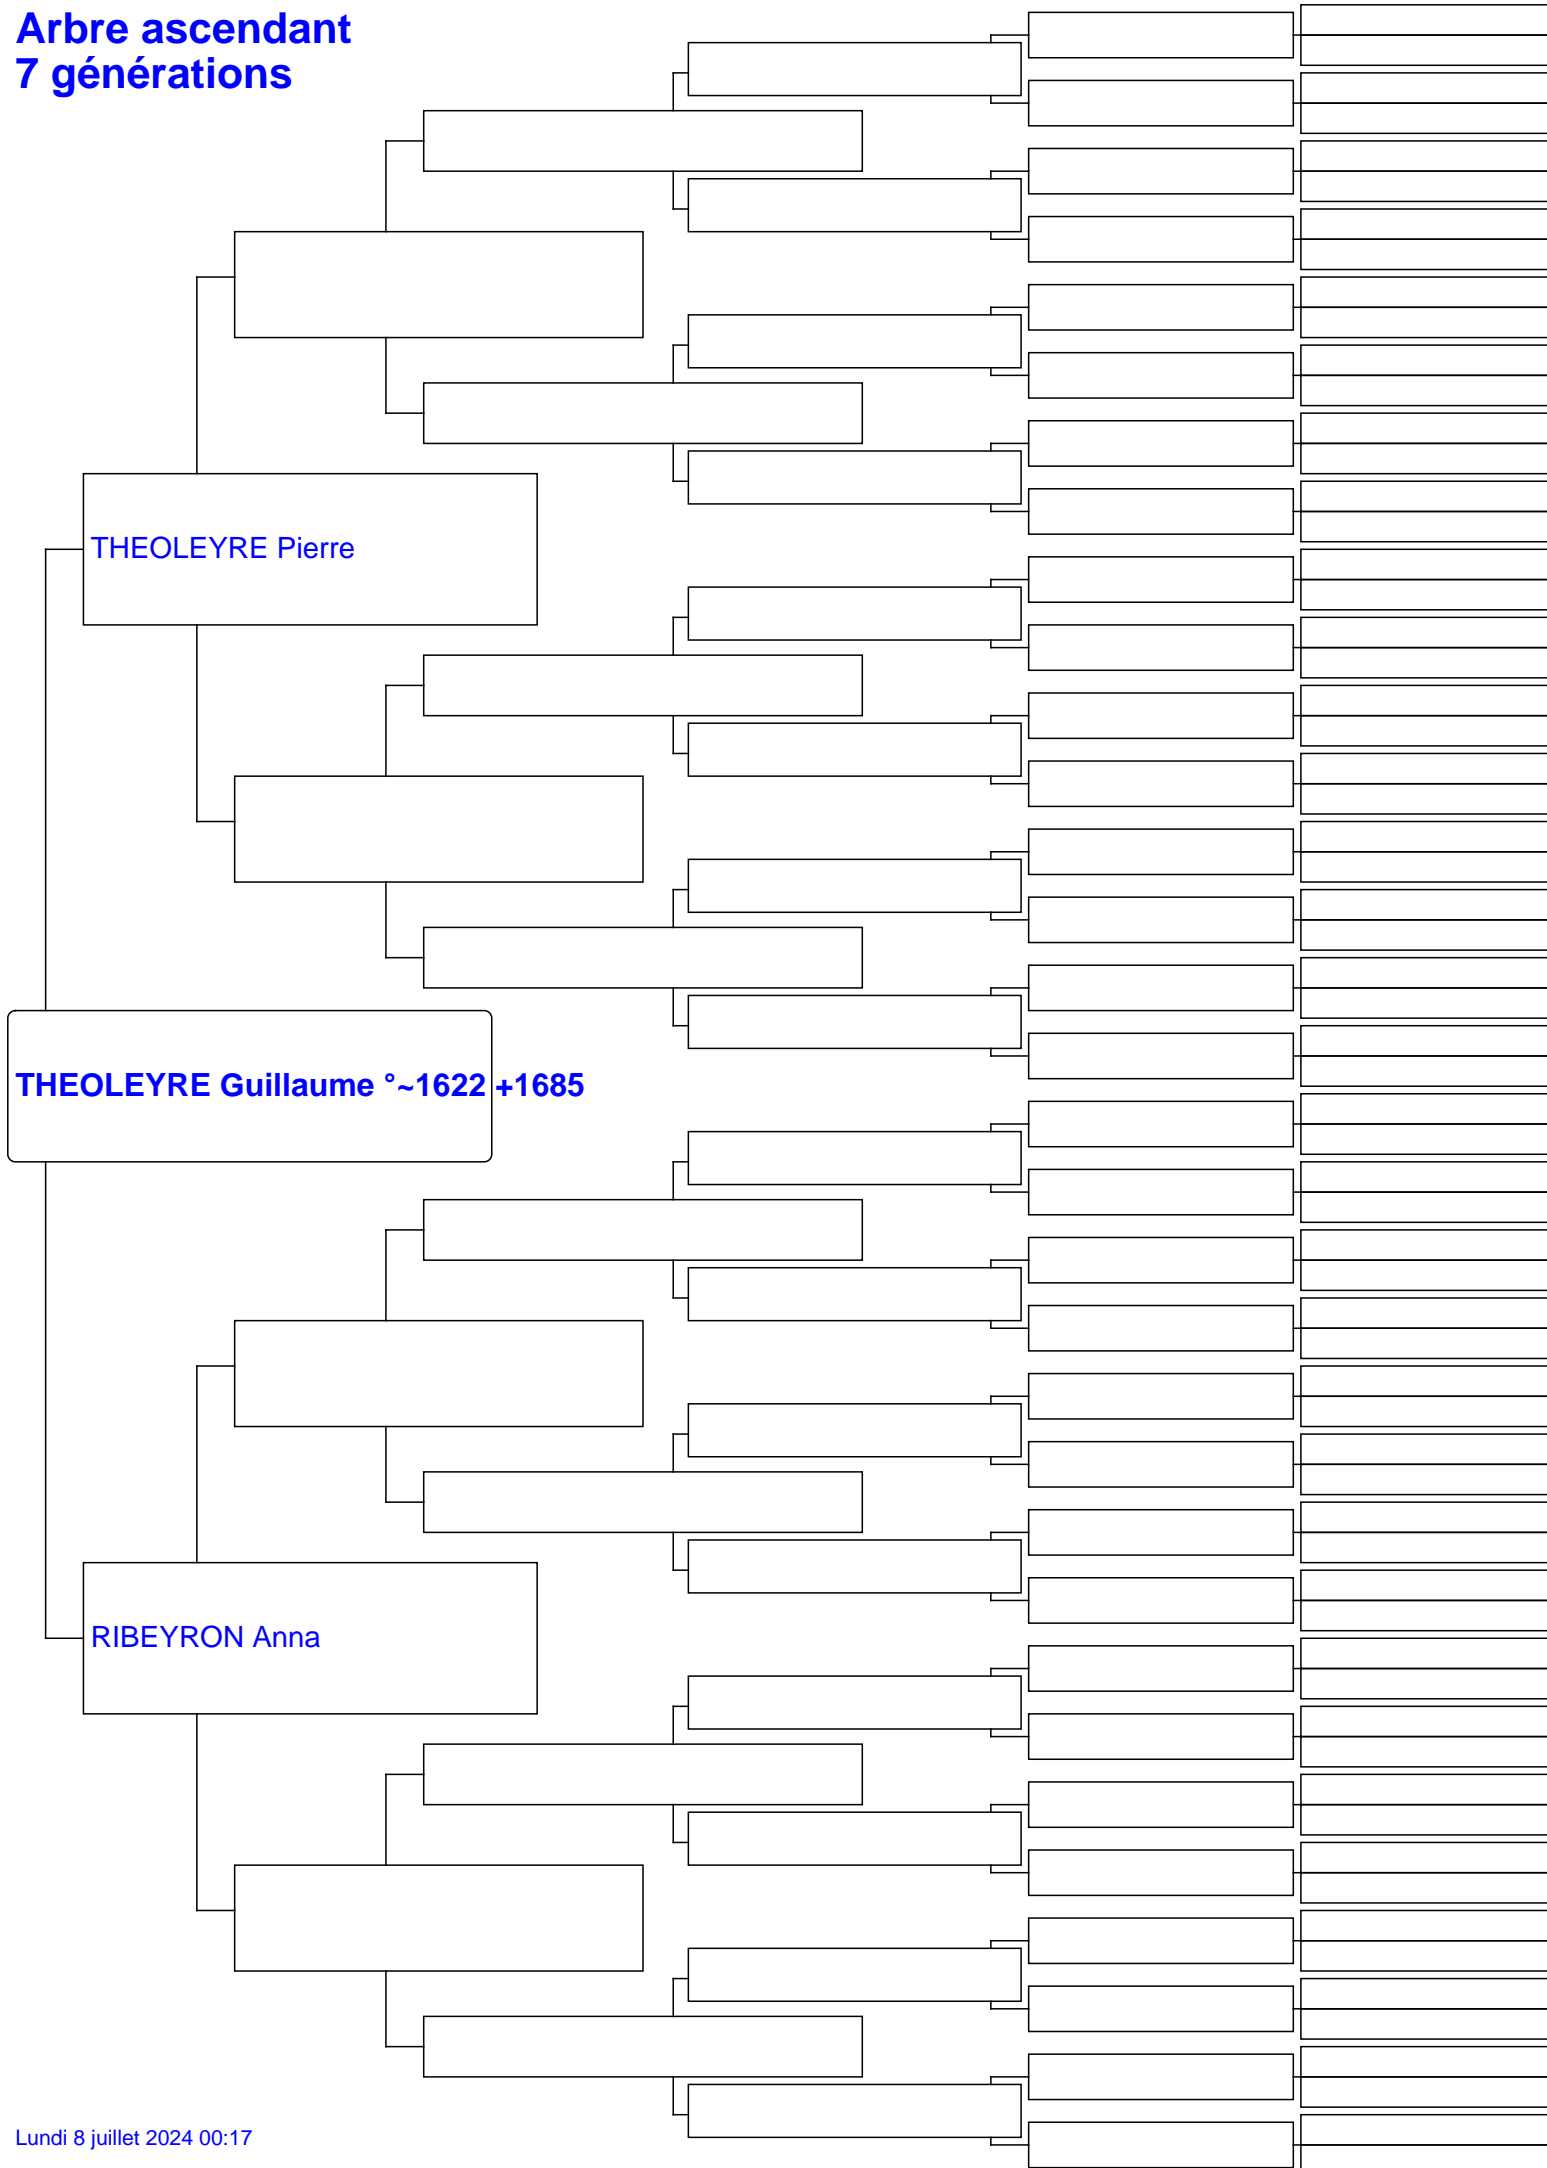 Arbre ascendant
7 générations
THEOLEYRE Pierre
THEOLEYRE Guillaume °~1622 +1685
RIBEYRON Anna
Lundi 8 juillet 2024 00:17